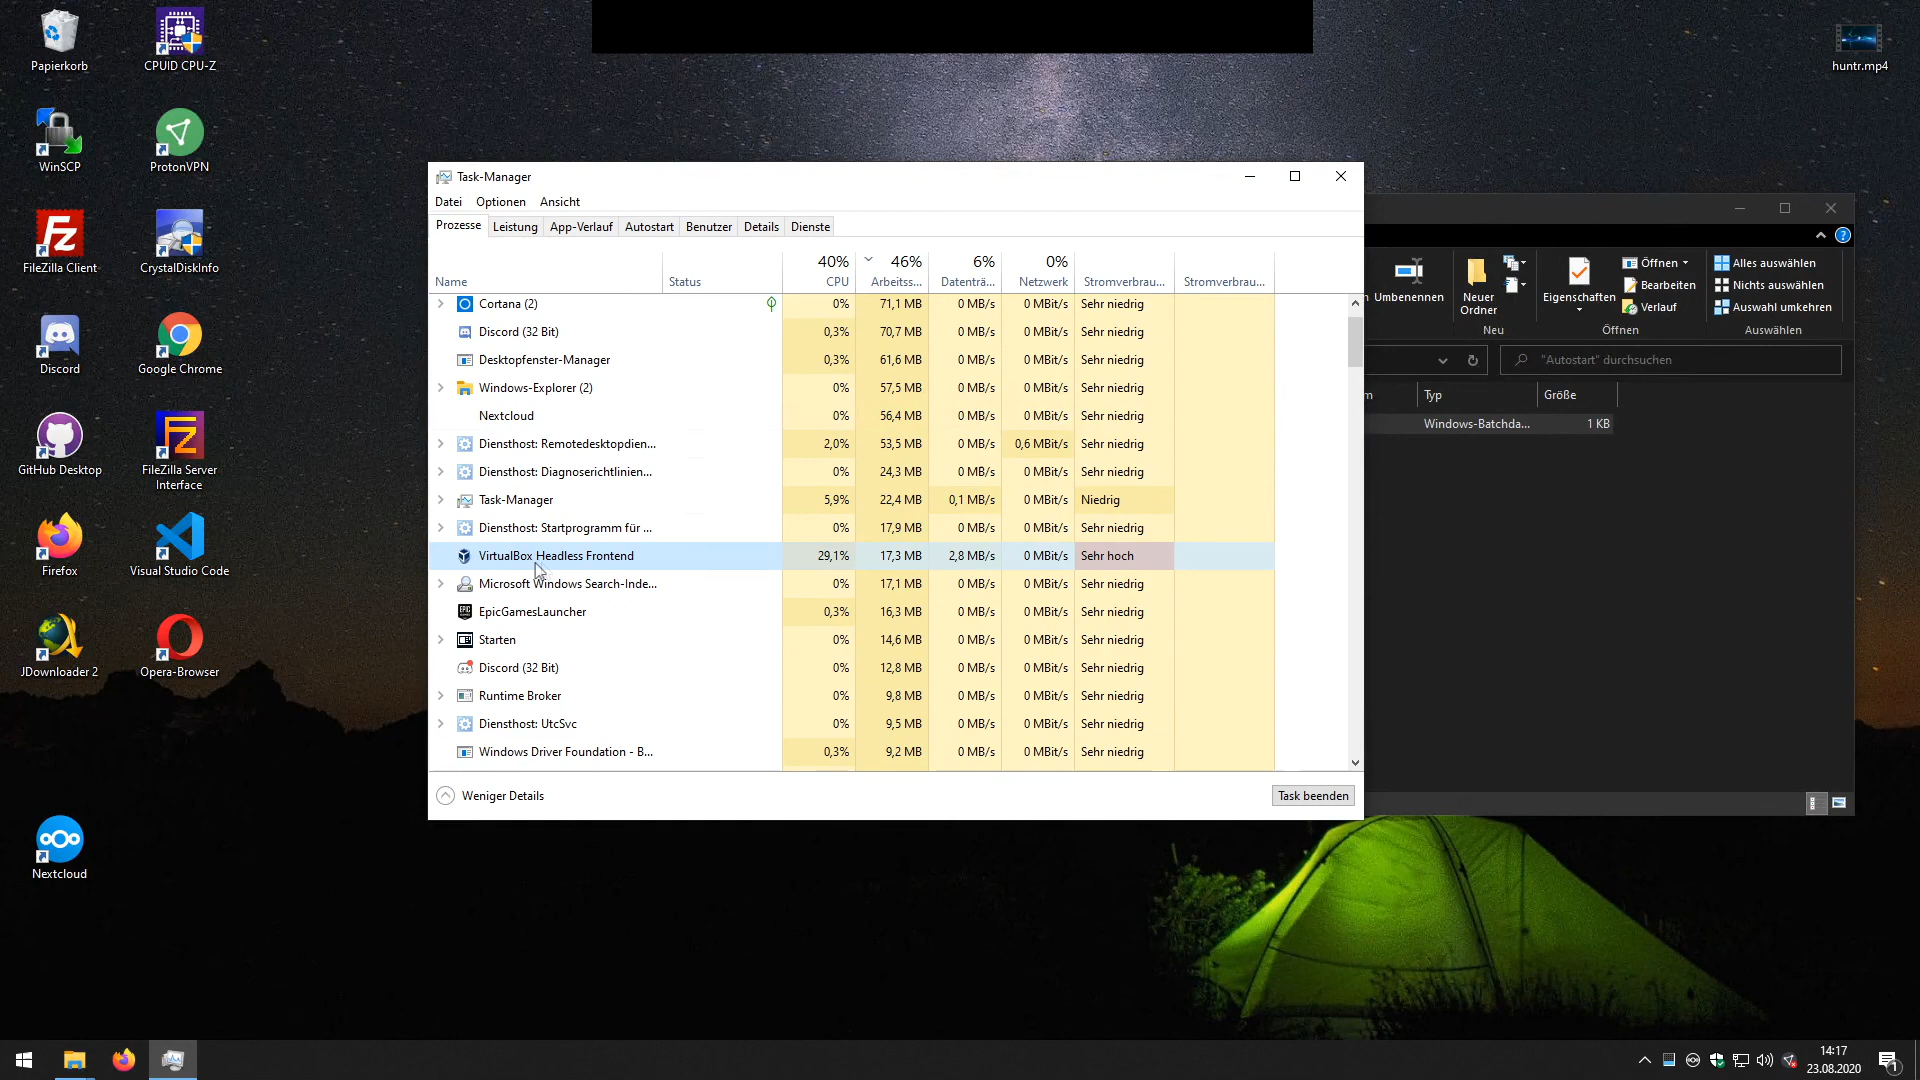 Papierkorb
CPUID CPU-Z
WinSCP
ProtonVPN
FileZilla Client
CrystalDiskInfo
Discord
Google Chrome
GitHub Desktop
FileZilla Server
Interface
Firefox
Visual Studio Code
JDownloader 2
Opera-Browser
Nextcloud
huntr.mp4
Task-Manager
Datei Optionen Ansicht
Prozesse Leistung App-Verlauf Autostart Benutzer Details Dienste
40% 46% 6% 0%
Name Status CPU Arbeitss... Datenträ... Netzwerk Stromverbrau... Stromverbrau...
Cortana (2) 0% 71,1 MB 0 MB/s 0 MBit/s Sehr niedrig
Discord (32 Bit) 0,3% 70,7 MB 0 MB/s 0 MBit/s Sehr niedrig
Desktopfenster-Manager 0,3% 61,6 MB 0 MB/s 0 MBit/s Sehr niedrig
Windows-Explorer (2) 0% 57,5 MB 0 MB/s 0 MBit/s Sehr niedrig
Nextcloud 0% 56,4 MB 0 MB/s 0 MBit/s Sehr niedrig
Diensthost: Remotedesktopdien... 2,0% 53,5 MB 0 MB/s 0,6 MBit/s Sehr niedrig
Diensthost: Diagnoserichtlinien... 0% 24,3 MB 0 MB/s 0 MBit/s Sehr niedrig
Task-Manager 5,9% 22,4 MB 0,1 MB/s 0 MBit/s Niedrig
Diensthost: Startprogramm für ... 0% 17,9 MB 0 MB/s 0 MBit/s Sehr niedrig
VirtualBox Headless Frontend 29,1% 17,3 MB 2,8 MB/s 0 MBit/s Sehr hoch
Microsoft Windows Search-Inde... 0% 17,1 MB 0 MB/s 0 MBit/s Sehr niedrig
EpicGamesLauncher 0,3% 16,3 MB 0 MB/s 0 MBit/s Sehr niedrig
Starten 0% 14,6 MB 0 MB/s 0 MBit/s Sehr niedrig
Discord (32 Bit) 0% 12,8 MB 0 MB/s 0 MBit/s Sehr niedrig
Runtime Broker 0% 9,8 MB 0 MB/s 0 MBit/s Sehr niedrig
Diensthost: UtcSvc 0% 9,5 MB 0 MB/s 0 MBit/s Sehr niedrig
Windows Driver Foundation - B... 0,3% 9,2 MB 0 MB/s 0 MBit/s Sehr niedrig
Weniger Details Task beenden
n Umbenennen
Neuer
Ordner
Neu
Eigenschaften
Öffnen
Bearbeiten
Verlauf
Öffnen
Alles auswählen
Nichts auswählen
Auswahl umkehren
Auswählen
"Autostart" durchsuchen
m Typ Größe
Windows-Batchda... 1 KB
14:17
23.08.2020
1